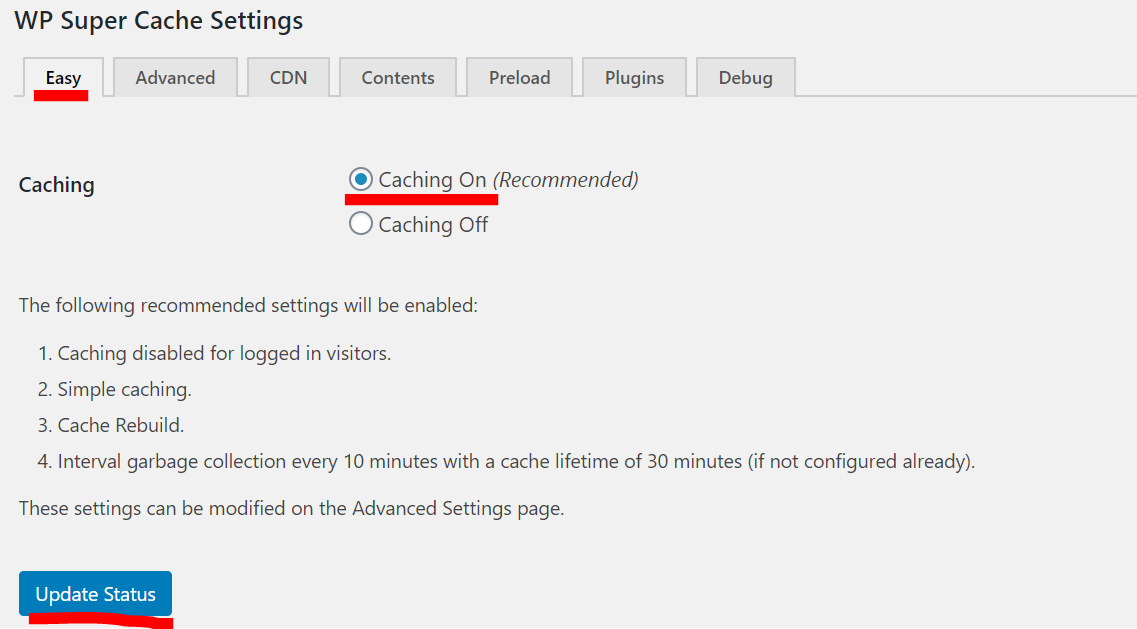 WP Super Cache Settings
Easy Advanced CDN Contents Preload Plugins Debug
Caching
Caching On (Recommended)
Caching Off
The following recommended settings will be enabled:
1. Caching disabled for logged in visitors.
2. Simple caching.
3. Cache Rebuild.
4. Interval garbage collection every 10 minutes with a cache lifetime of 30 minutes (if not configured already).
These settings can be modified on the Advanced Settings page.
Update Status